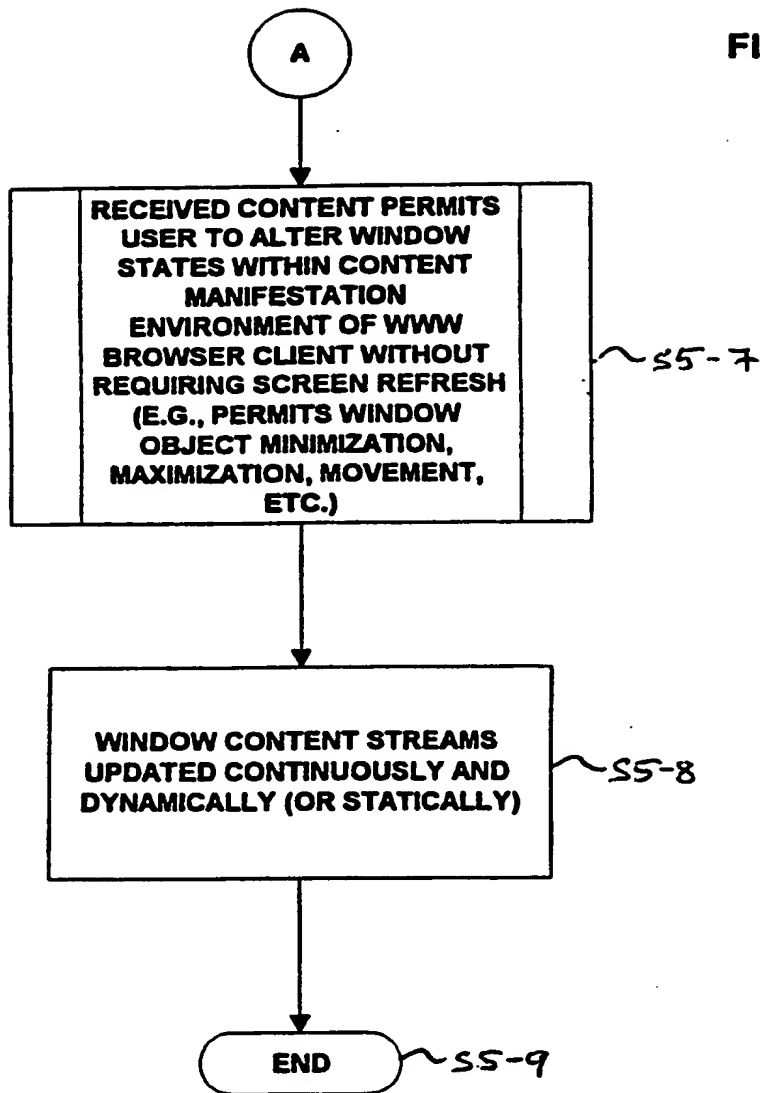 A
FI
RECEIVED CONTENT PERMITS
USER TO ALTER WINDOW
STATES WITHIN CONTENT
MANIFESTATION
ENVIRONMENT OF WWW
BROWSER CLIENT WITHOUT
REQUIRING SCREEN REFRESH
(E.G., PERMITS WINDOW
OBJECT MINIMIZATION,
MAXIMIZATION, MOVEMENT,
ETC.)
S5-7
WINDOW CONTENT STREAMS
UPDATED CONTINUOUSLY AND
DYNAMICALLY (OR STATICALLY)
S5-8
END
S5-9